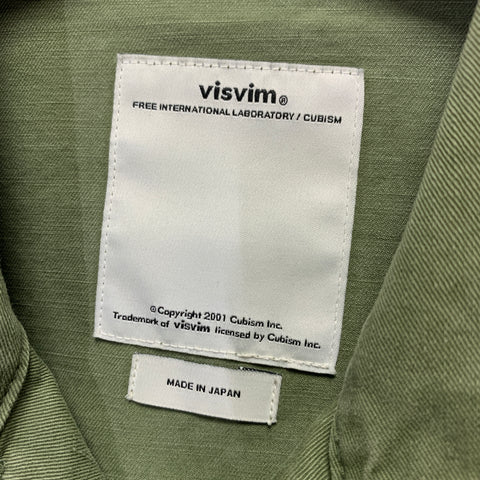 visvim®
FREE INTERNATIONAL LABORATORY / CUBISM
©Copyright 2001 Cubism Inc.
Trademark of visvim licensed by Cubism Inc.
MADE IN JAPAN